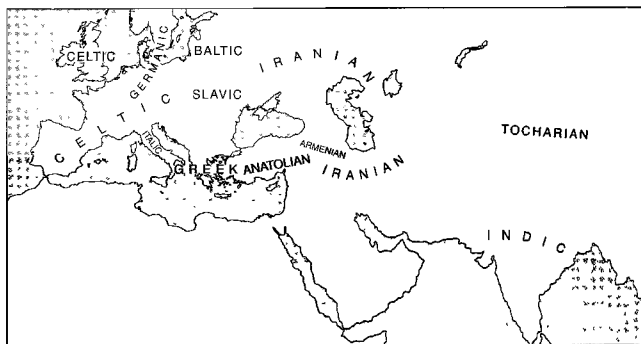 CELTIC
GERMANIC
BALTIC
IRANIAN
SLAVIC
CELTIC
ITALIC
GREEK
ANATOLIAN
ARMENIAN
IRANIAN
TOCHARIAN
INDIC